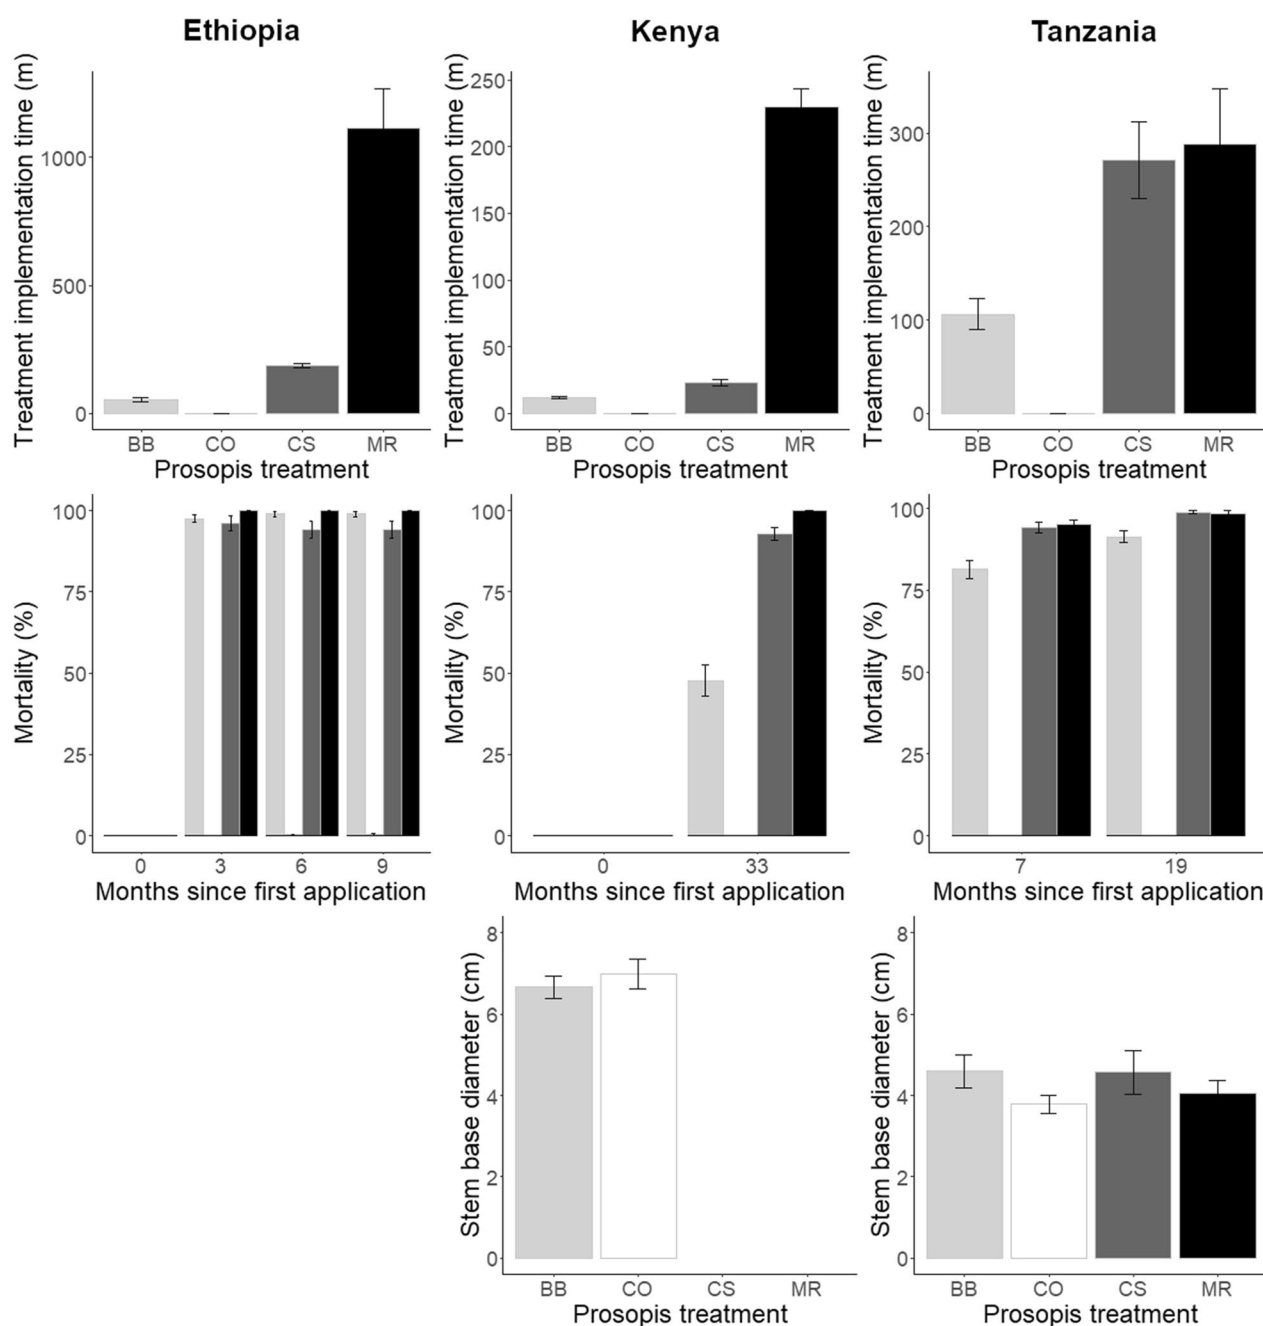 Ethiopia
Kenya
Tanzania
Treatment implementation time (m)
1000
500
0
BB CO CS MR
Prosopis treatment
Treatment implementation time (m)
250
200
150
100
50
0
BB CO CS MR
Prosopis treatment
Treatment implementation time (m)
300
200
100
0
BB CO CS MR
Prosopis treatment
Mortality (%)
100
75
50
25
0
0 3 6 9
Months since first application
Mortality (%)
100
75
50
25
0
0 33
Months since first application
Mortality (%)
100
75
50
25
0
7 19
Months since first application
Stem base diameter (cm)
8
6
4
2
0
BB CO CS MR
Prosopis treatment
Stem base diameter (cm)
8
6
4
2
0
BB CO CS MR
Prosopis treatment